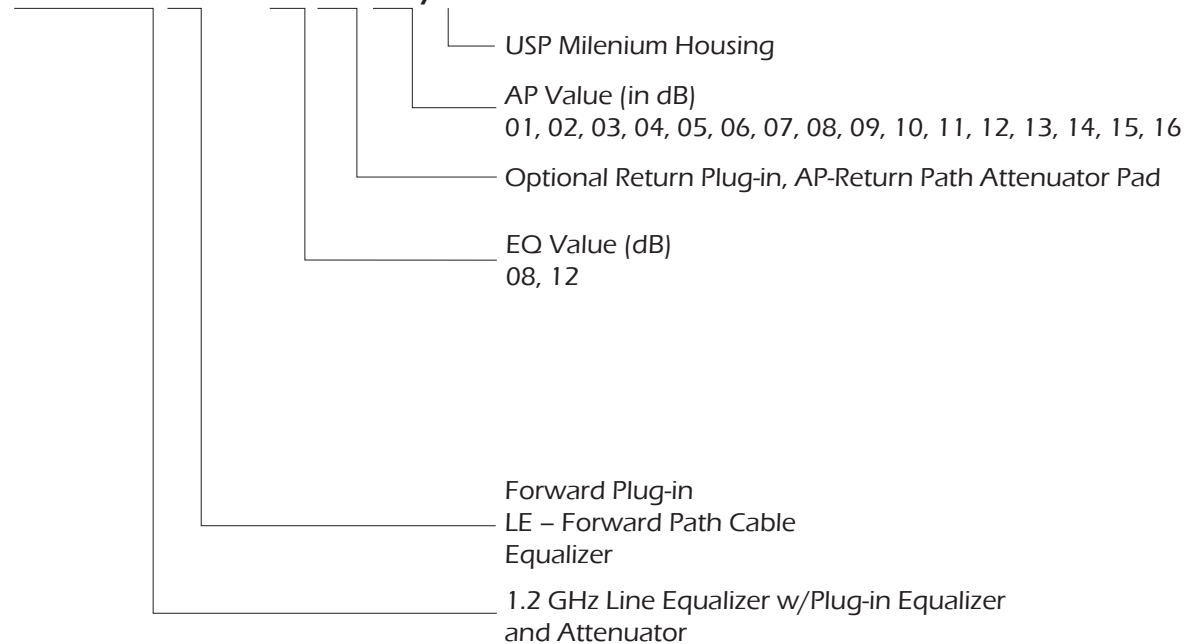 USP Milenium Housing
AP Value (in dB)
01, 02, 03, 04, 05, 06, 07, 08, 09, 10, 11, 12, 13, 14, 15, 16
Optional Return Plug-in, AP-Return Path Attenuator Pad
EQ Value (dB)
08, 12
Forward Plug-in
LE – Forward Path Cable
Equalizer
1.2 GHz Line Equalizer w/Plug-in Equalizer
and Attenuator